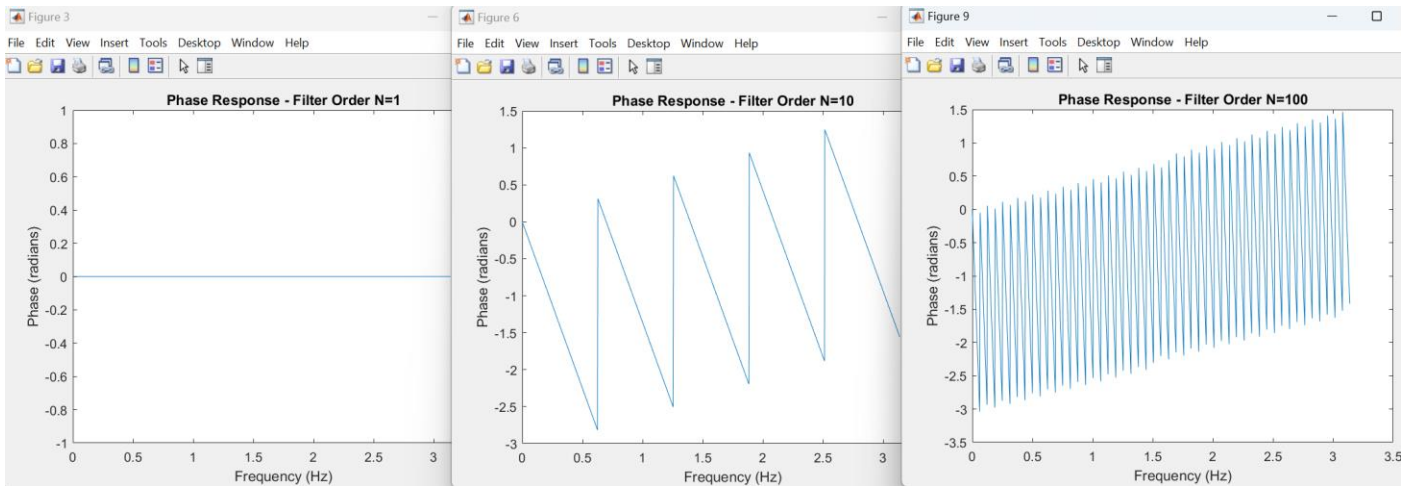 Figure 3
File Edit View Insert Tools Desktop Window Help
Phase Response - Filter Order N=1
1
0.8
0.6
0.4
0.2
0
-0.2
-0.4
-0.6
-0.8
-1
Phase (radians)
0 0.5 1 1.5 2 2.5 3
Frequency (Hz)
Figure 6
File Edit View Insert Tools Desktop Window Help
Phase Response - Filter Order N=10
1.5
1
0.5
0
-0.5
-1
-1.5
-2
-2.5
-3
Phase (radians)
0 0.5 1 1.5 2 2.5 3
Frequency (Hz)
Figure 9
File Edit View Insert Tools Desktop Window Help
Phase Response - Filter Order N=100
1.5
1
0.5
0
-0.5
-1
-1.5
-2
-2.5
-3
-3.5
Phase (radians)
0 0.5 1 1.5 2 2.5 3 3.5
Frequency (Hz)